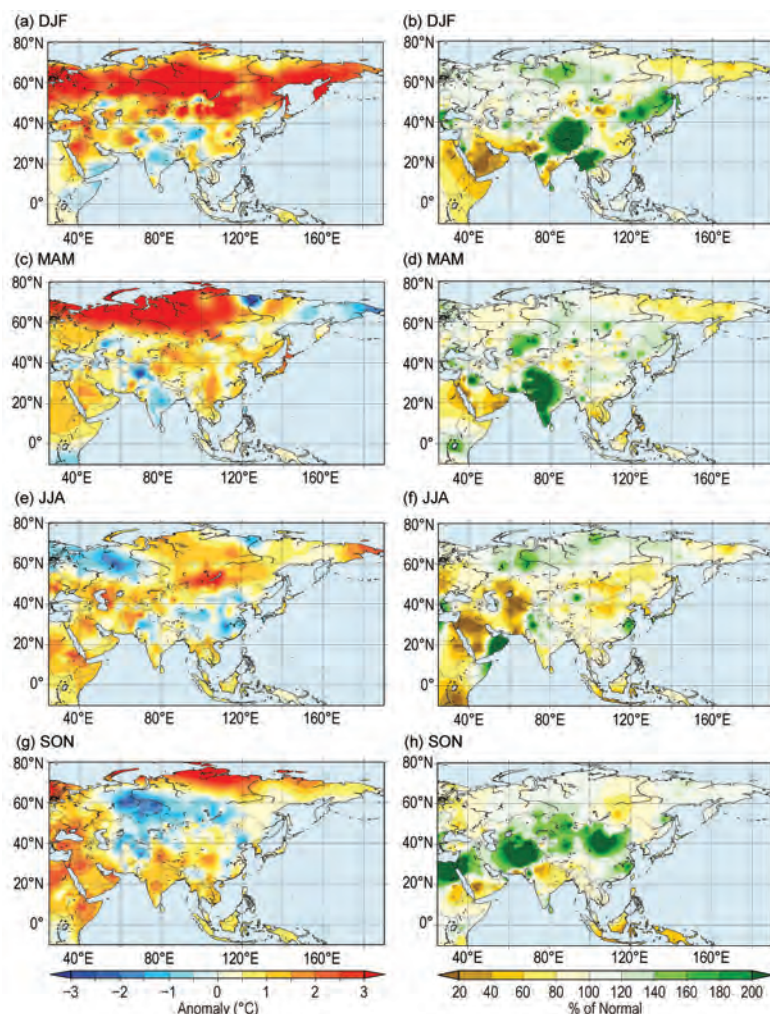 (a) DJF (b) DJF
80°N 80°N
60°N 60°N
40°N 40°N
20°N 20°N
0° 0°
40°E 80°E 120°E 160°E 40°E 80°E 120°E 160°E
(c) MAM (d) MAM
80°N 80°N
60°N 60°N
40°N 40°N
20°N 20°N
0° 0°
40°E 80°E 120°E 160°E 40°E 80°E 120°E 160°E
(e) JJA (f) JJA
80°N 80°N
60°N 60°N
40°N 40°N
20°N 20°N
0° 0°
40°E 80°E 120°E 160°E 40°E 80°E 120°E 160°E
(g) SON (h) SON
80°N 80°N
60°N 60°N
40°N 40°N
20°N 20°N
0° 0°
40°E 80°E 120°E 160°E 40°E 80°E 120°E 160°E
−3 −2 −1 0 1 2 3 20 40 60 80 100 120 140 160 180 200
Anomaly (°C) % of Normal